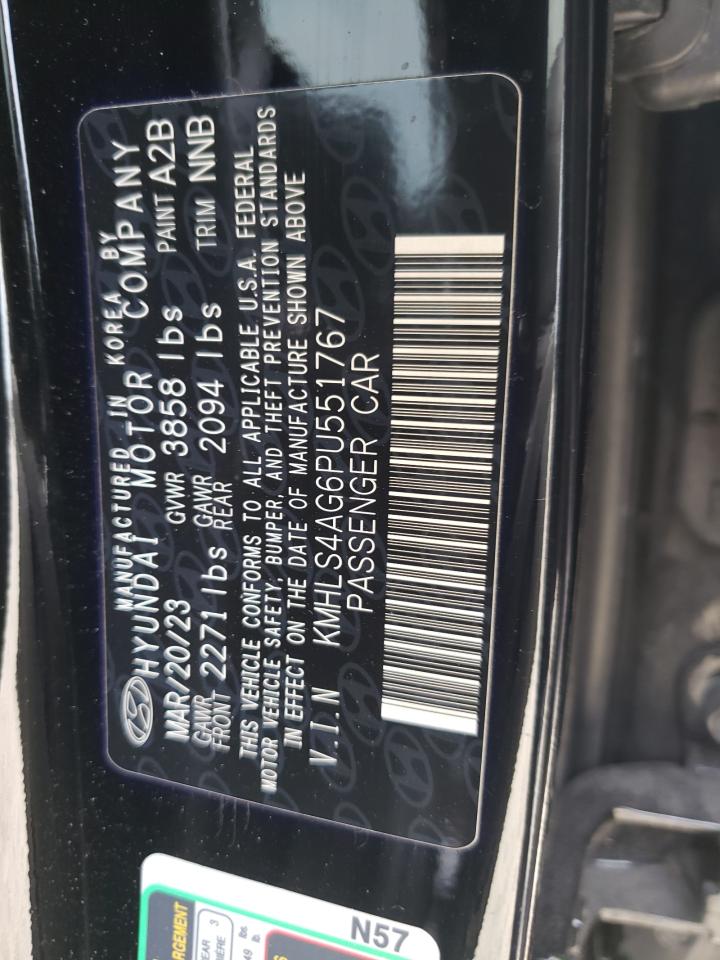 MANUFACTURED IN KOREA BY
HYUNDAI MOTOR COMPANY
MAR/20/23 GVWR 3858 lbs PAINT A2B
GAWR FRONT 2271 lbs GAWR REAR 2094 lbs TRIM NNB
THIS VEHICLE CONFORMS TO ALL APPLICABLE U.S.A. FEDERAL
MOTOR VEHICLE SAFETY, BUMPER, AND THEFT PREVENTION STANDARDS
IN EFFECT ON THE DATE OF MANUFACTURE SHOWN ABOVE
V.I.N KMHLS4AG6PU551767
PASSENGER CAR
N57
3